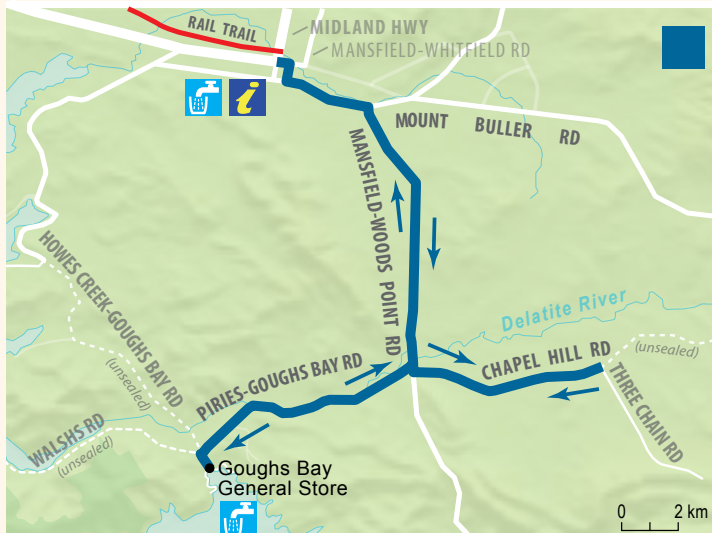 RAIL TRAIL
MIDLAND HWY
MANSFIELD-WHITFIELD RD
i
MOUNT BULLER RD
MANSFIELD-WOODS POINT RD
HOWES CREEK-GOUGHS BAY RD
(unsealed)
Delatite River
PIRIES-GOUGHS BAY RD
CHAPEL HILL RD
(unsealed)
THREE CHAIN RD
WALSHS RD
(unsealed)
Goughs Bay
General Store
0 2 km